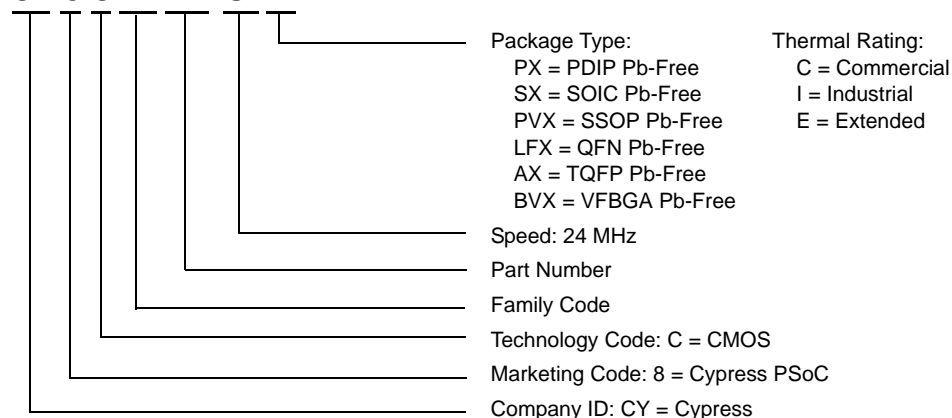 Package Type:
PX = PDIP Pb-Free
SX = SOIC Pb-Free
PVX = SSOP Pb-Free
LFX = QFN Pb-Free
AX = TQFP Pb-Free
BVX = VFBGA Pb-Free
Thermal Rating:
C = Commercial
I = Industrial
E = Extended
Speed: 24 MHz
Part Number
Family Code
Technology Code: C = CMOS
Marketing Code: 8 = Cypress PSoC
Company ID: CY = Cypress